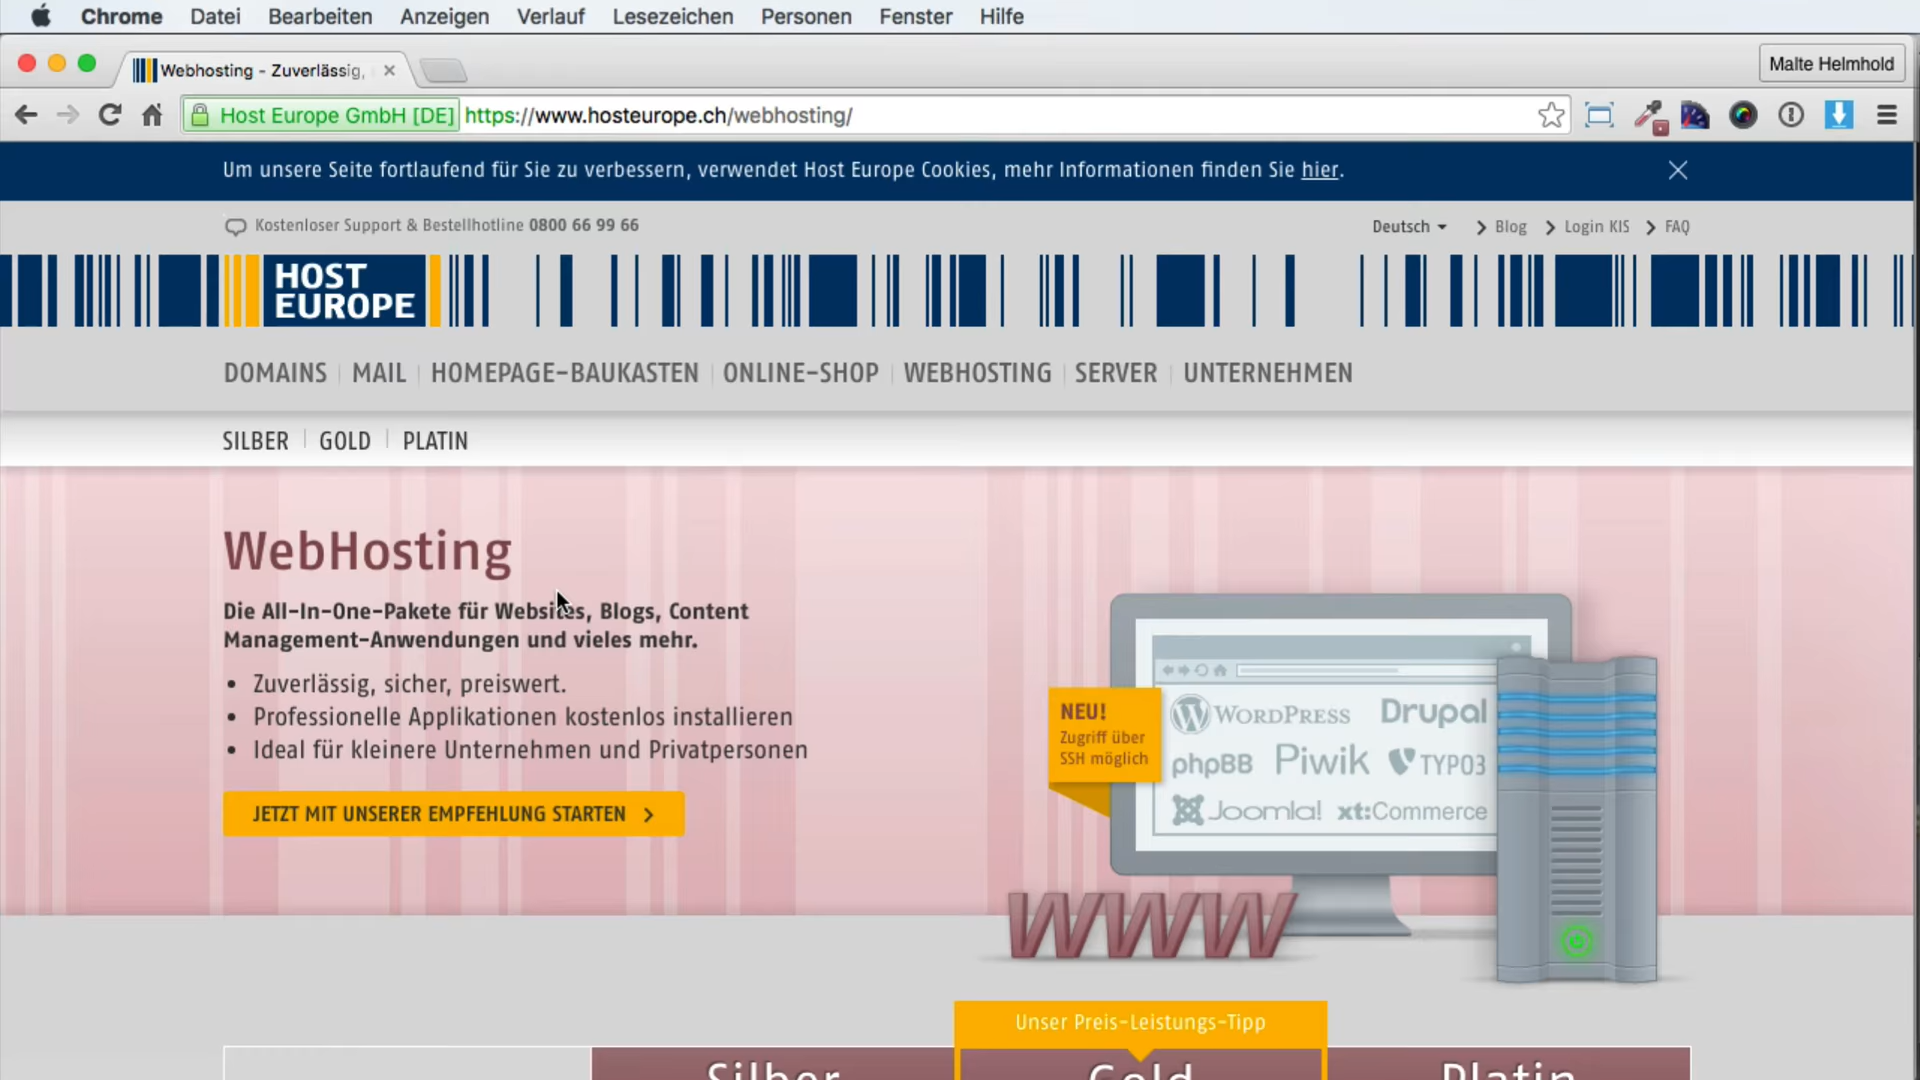 Chrome Datei Bearbeiten Anzeigen Verlauf Lesezeichen Personen Fenster Hilfe
Webhosting - Zuverlässig,
Malte Helmhold
Host Europe GmbH [DE] https://www.hosteurope.ch/webhosting/
Um unsere Seite fortlaufend für Sie zu verbessern, verwendet Host Europe Cookies, mehr Informationen finden Sie hier.
Kostenloser Support & Bestellhotline 0800 66 99 66
Deutsch Blog Login KIS FAQ
HOST
EUROPE
DOMAINS MAIL HOMEPAGE-BAUKASTEN ONLINE-SHOP WEBHOSTING SERVER UNTERNEHMEN
SILBER GOLD PLATIN
WebHosting
Die All-In-One-Pakete für Websites, Blogs, Content
Management-Anwendungen und vieles mehr.
• Zuverlässig, sicher, preiswert.
• Professionelle Applikationen kostenlos installieren
• Ideal für kleinere Unternehmen und Privatpersonen
JETZT MIT UNSERER EMPFEHLUNG STARTEN
NEU!
Zugriff über
SSH möglich
WORDPRESS Drupal
phpBB Piwik TYPO3
Joomla! xt:Commerce
WWW
Unser Preis-Leistungs-Tipp
Silber Gold Platin